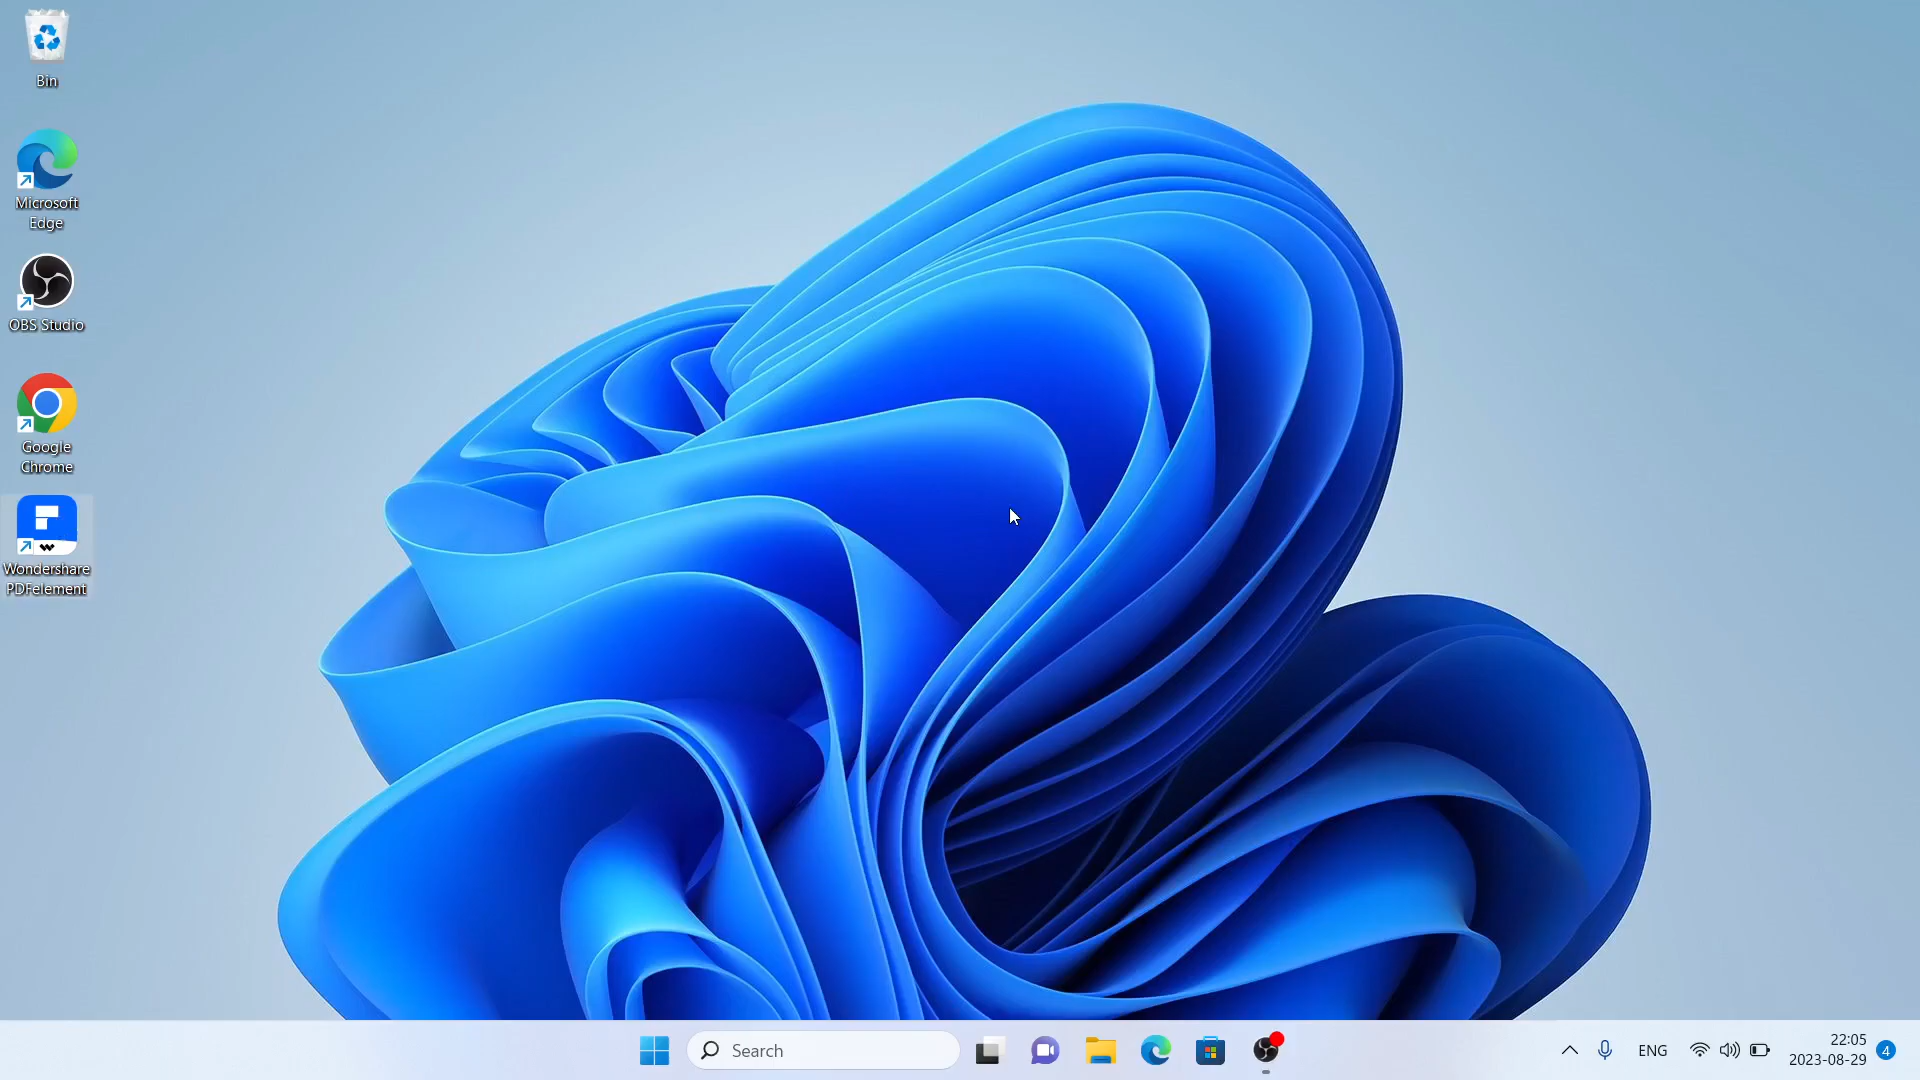 Bin
Microsoft
Edge
OBS Studio
Google
Chrome
Wondershare
PDFelement
Search
ENG
22:05
2023-08-29
4